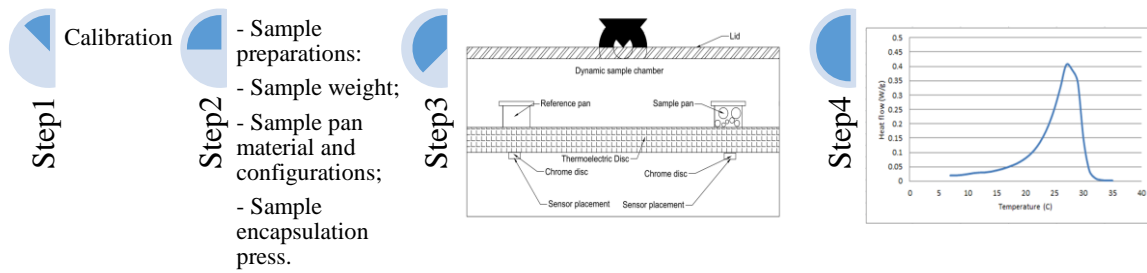 Step1
Calibration
Step2
- Sample
preparations:
- Sample weight;
- Sample pan
material and
configurations;
- Sample
encapsulation
press.
Step3
Lid
Dynamic sample chamber
Reference pan
Sample pan
Thermoelectric Disc
Chrome disc
Chrome disc
Sensor placement
Sensor placement
Step4
Heat flow (W/g)
0.5
0.45
0.4
0.35
0.3
0.25
0.2
0.15
0.1
0.05
0
0 5 10 15 20 25 30 35 40
Temperature (C)